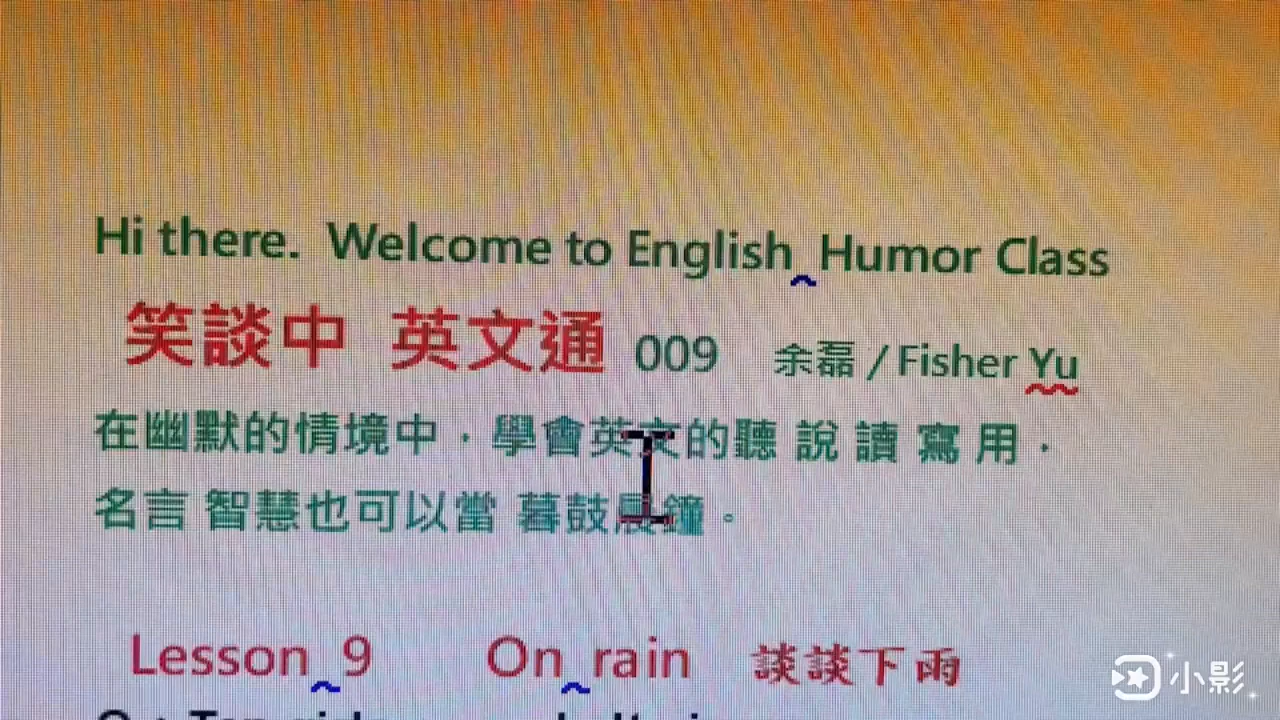 Hi there. Welcome to English Humor Class
笑談中 英文通 009 余磊 / Fisher Yu
在幽默的情境中，學會英文的聽 說 讀 寫 用，
名言 智慧也可以當 暮鼓晨鐘。
Lesson 9 On rain 談談下雨
小影